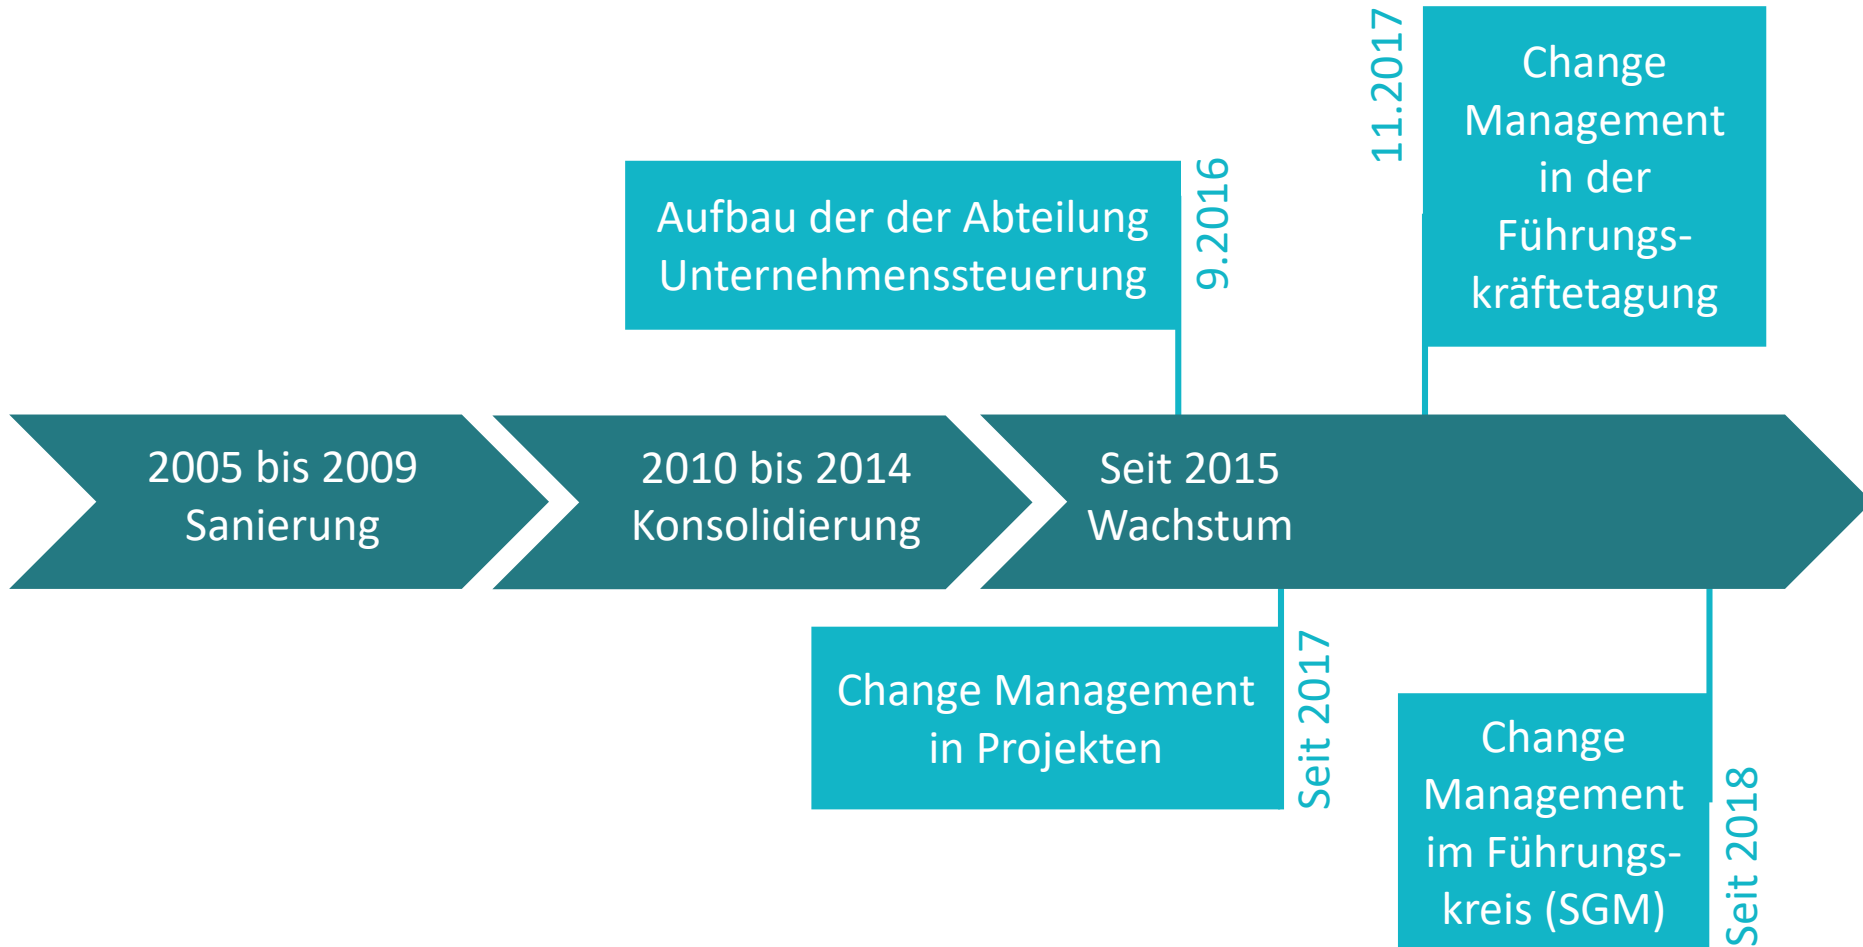 11.2017
Change
Management
in der
Führungs-
kräftetagung
9.2016
Aufbau der der Abteilung
Unternehmenssteuerung
2005 bis 2009
Sanierung
2010 bis 2014
Konsolidierung
Seit 2015
Wachstum
Change Management
in Projekten
Seit 2017
Change
Management
im Führungs-
kreis (SGM)
Seit 2018